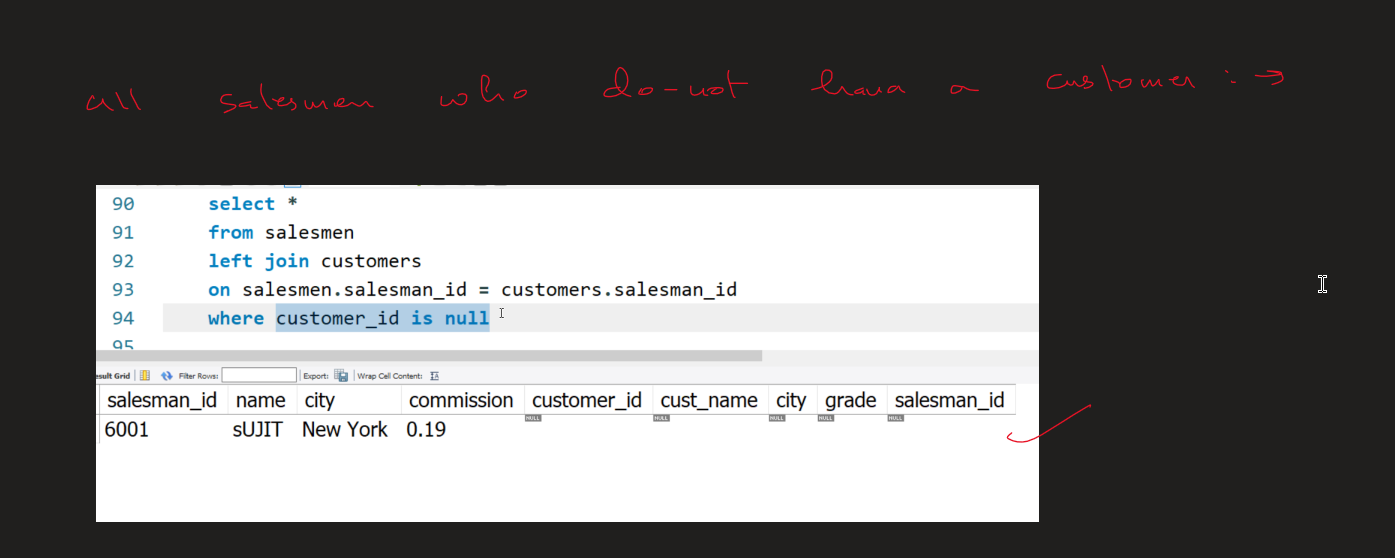 all salesmen who do-not have a customer : →
90 select *
91 from salesmen
92 left join customers
93 on salesmen.salesman_id = customers.salesman_id
94 where customer_id is null
95
esult Grid Filter Rows: Export: Wrap Cell Content:
salesman_id name city commission customer_id cust_name city grade salesman_id
NULL NULL NULL NULL NULL
6001 sUJIT New York 0.19